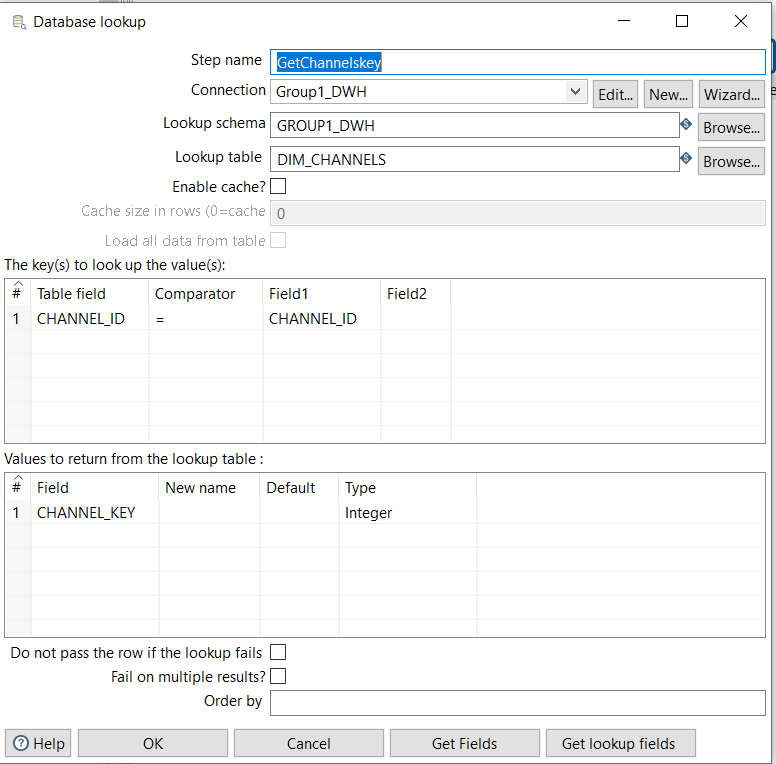 Database lookup
Step name GetChannelskey
Connection Group1_DWH Edit... New... Wizard...
Lookup schema GROUP1_DWH Browse...
Lookup table DIM_CHANNELS Browse...
Enable cache?
Cache size in rows (0=cache 0
Load all data from table
The key(s) to look up the value(s):
# Table field Comparator Field1 Field2
1 CHANNEL_ID = CHANNEL_ID
Values to return from the lookup table :
# Field New name Default Type
1 CHANNEL_KEY Integer
Do not pass the row if the lookup fails
Fail on multiple results?
Order by
Help OK Cancel Get Fields Get lookup fields